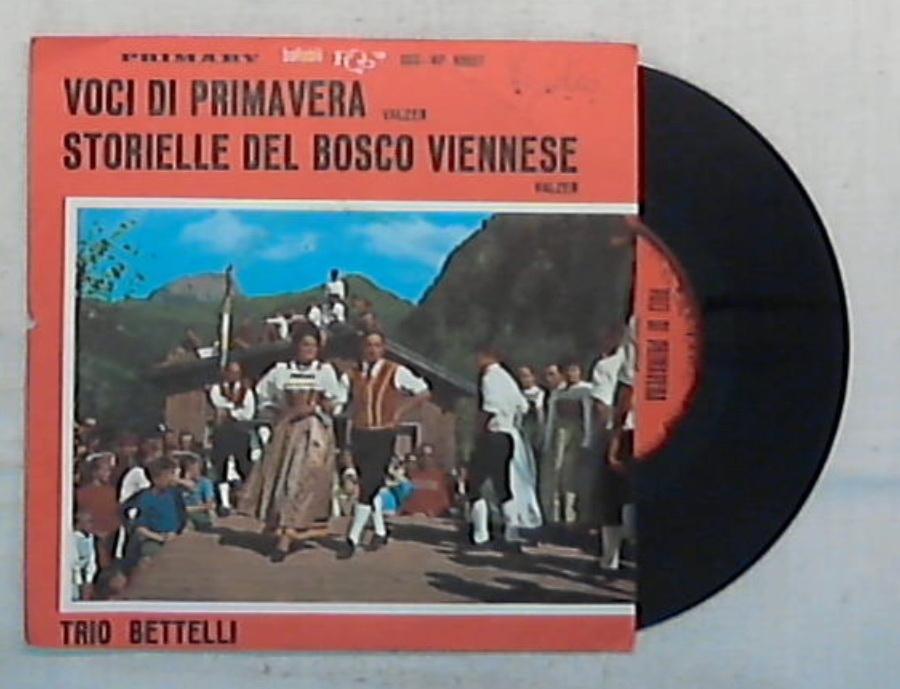 PRIMARY
VOCI DI PRIMAVERA VALZER
STORIELLE DEL BOSCO VIENNESE
VALZER
VOCI DI PRIMAVERA
TRIO BETTELLI